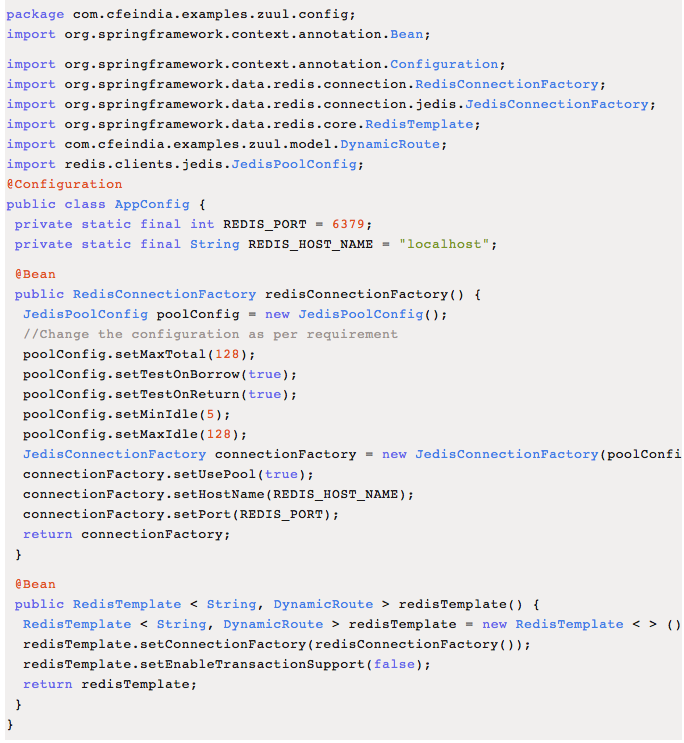 package com.cfeindia.examples.zuul.config;
import org.springframework.context.annotation.Bean;
import org.springframework.context.annotation.Configuration;
import org.springframework.data.redis.connection.RedisConnectionFactory;
import org.springframework.data.redis.connection.jedis.JedisConnectionFactory;
import org.springframework.data.redis.core.RedisTemplate;
import com.cfeindia.examples.zuul.model.DynamicRoute;
import redis.clients.jedis.JedisPoolConfig;
@Configuration
public class AppConfig {
 private static final int REDIS_PORT = 6379;
 private static final String REDIS_HOST_NAME = "localhost";
 @Bean
 public RedisConnectionFactory redisConnectionFactory() {
  JedisPoolConfig poolConfig = new JedisPoolConfig();
  //Change the configuration as per requirement
  poolConfig.setMaxTotal(128);
  poolConfig.setTestOnBorrow(true);
  poolConfig.setTestOnReturn(true);
  poolConfig.setMinIdle(5);
  poolConfig.setMaxIdle(128);
  JedisConnectionFactory connectionFactory = new JedisConnectionFactory(poolConfi
  connectionFactory.setUsePool(true);
  connectionFactory.setHostName(REDIS_HOST_NAME);
  connectionFactory.setPort(REDIS_PORT);
  return connectionFactory;
 }
 @Bean
 public RedisTemplate < String, DynamicRoute > redisTemplate() {
  RedisTemplate < String, DynamicRoute > redisTemplate = new RedisTemplate < > ()
  redisTemplate.setConnectionFactory(redisConnectionFactory());
  redisTemplate.setEnableTransactionSupport(false);
  return redisTemplate;
 }
}